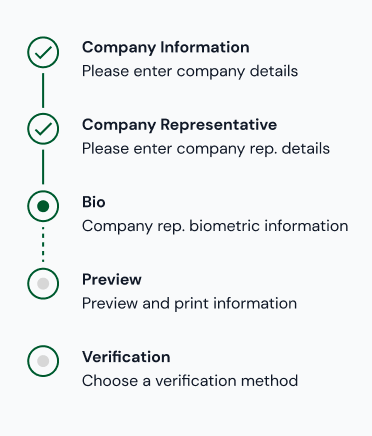 Company Information
Please enter company details
Company Representative
Please enter company rep. details
Bio
Company rep. biometric information
Preview
Preview and print information
Verification
Choose a verification method